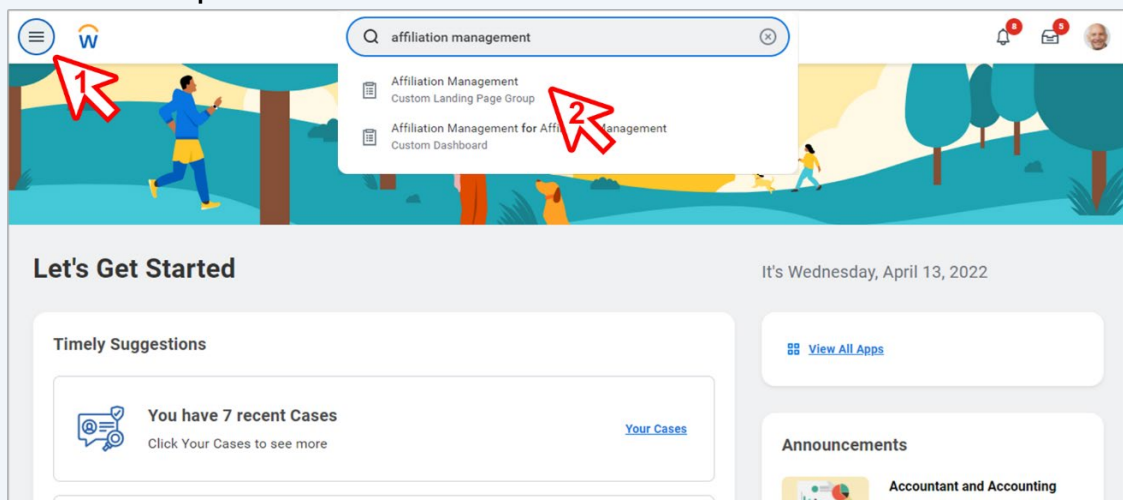 W
affiliation management
8
5
1
Affiliation Management
Custom Landing Page Group
2
Affiliation Management for Management
Custom Dashboard
Let's Get Started
It's Wednesday, April 13, 2022
Timely Suggestions
View All Apps
You have 7 recent Cases
Click Your Cases to see more
Your Cases
Announcements
Accountant and Accounting